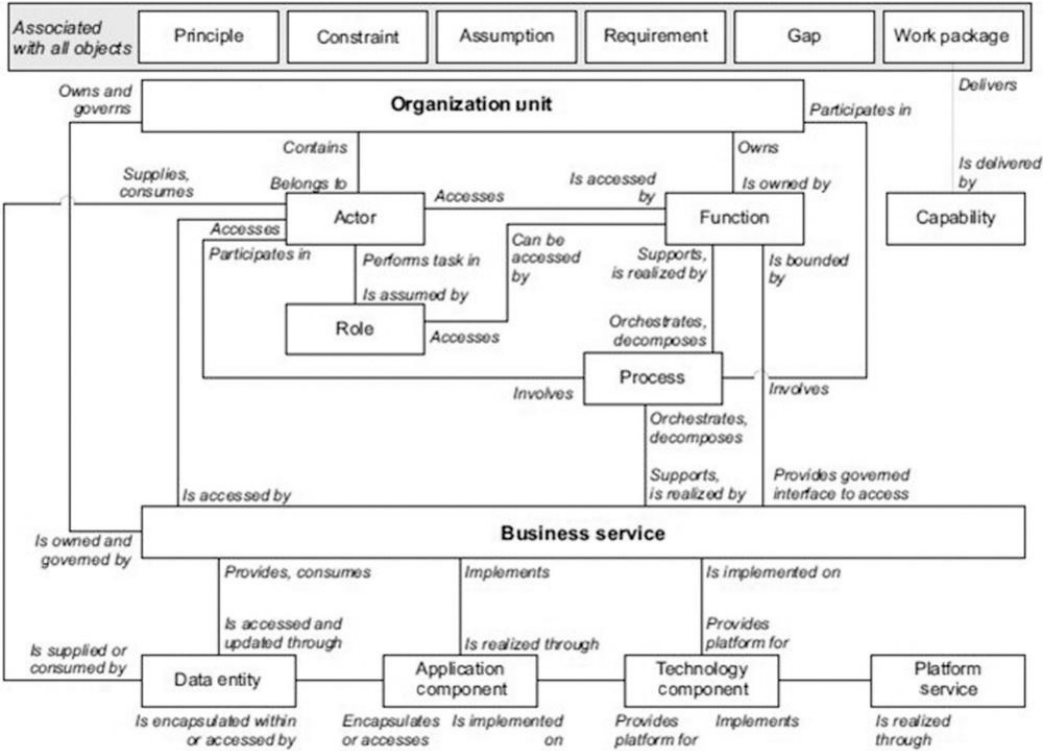 Associated
with all objects
Principle
Constraint
Assumption
Requirement
Gap
Work package
Owns and
governs
Organization unit
Participates in
Delivers
Contains
Owns
Supplies,
consumes
Belongs to
Accesses
Is accessed
by
Is owned by
Is delivered
by
Actor
Function
Capability
Accesses
Participates in
Performs task in
Can be
accessed
by
Supports,
is realized by
Is bounded
by
Is assumed by
Role
Accesses
Orchestrates,
decomposes
Process
Involves
Involves
Orchestrates,
decomposes
Is accessed by
Supports,
is realized by
Provides governed
interface to access
Business service
Is owned and
governed by
Provides, consumes
Implements
Is implemented on
Is accessed and
updated through
Is realized through
Provides
platform for
Is supplied or
consumed by
Data entity
Application
component
Technology
component
Platform
service
Is encapsulated within
or accessed by
Encapsulates
or accesses
Is implemented
on
Provides
platform for
Implements
Is realized
through